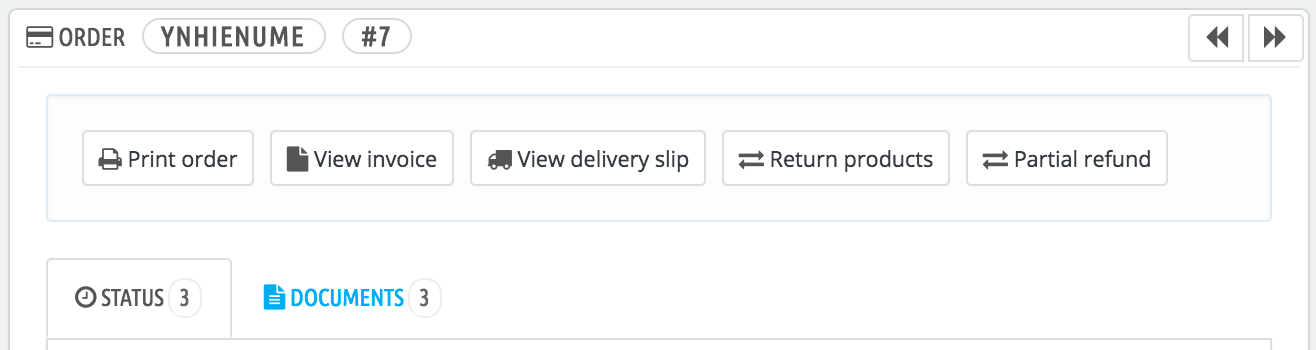 ORDER YNHIENUME #7
Print order View invoice View delivery slip Return products Partial refund
STATUS 3 DOCUMENTS 3